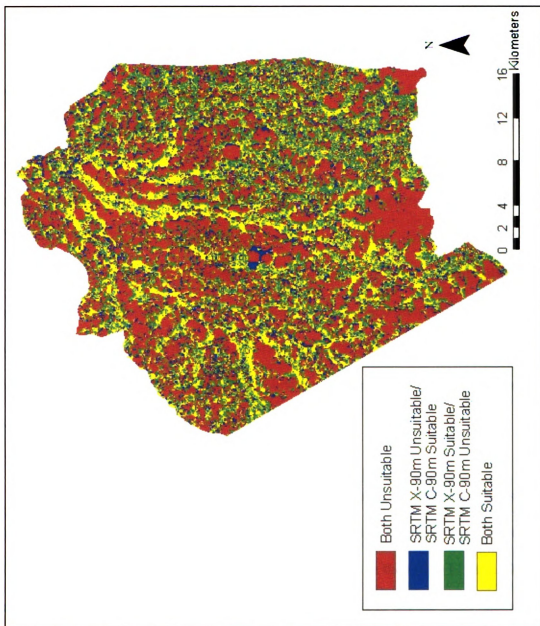 Both Unsuitable
SRTM X-90m Unsuitable/
SRTM C-90m Suitable
SRTM X-90m Suitable/
SRTM C-90m Unsuitable
Both Suitable
N
0 2 4 8 12 16
Kilometers